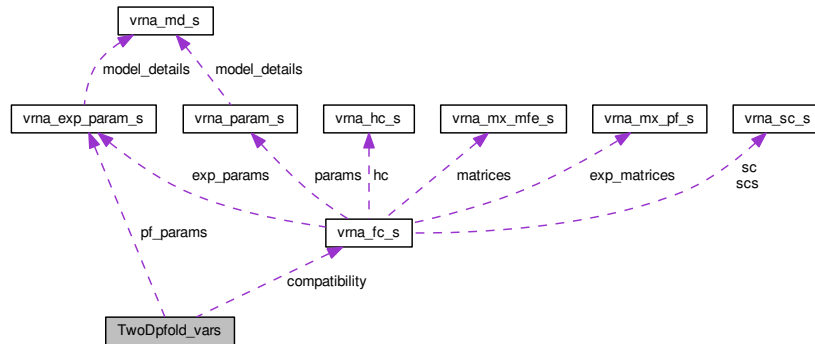 vrna_md_s
model_details
model_details
vrna_exp_param_s
vrna_param_s
vrna_hc_s
vrna_mx_mfe_s
vrna_mx_pf_s
vrna_sc_s
exp_params
params
hc
matrices
exp_matrices
sc
scs
pf_params
vrna_fc_s
compatibility
TwoDpfold_vars